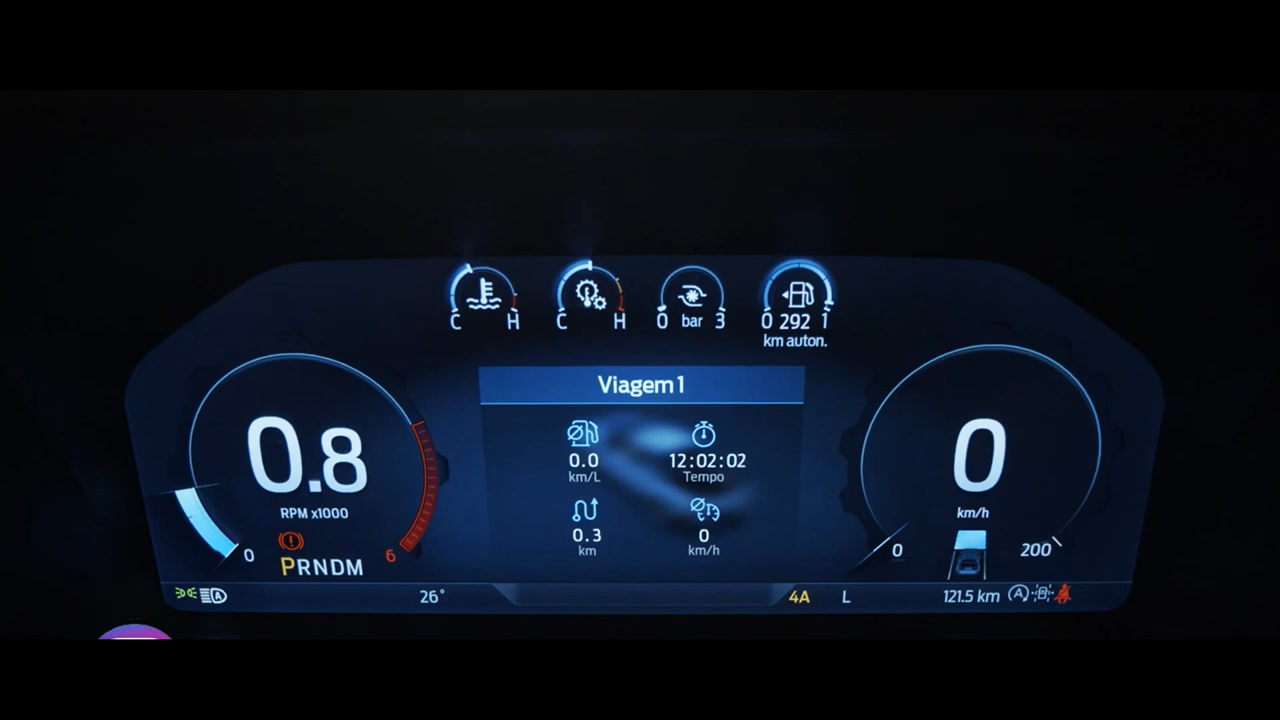 C H
C H
0 bar 3
0 292 1
km auton.
Viagem 1
0.0
km/L
12:02:02
Tempo
0.3
km
0
km/h
0.8
RPM x1000
0
6
PRNDM
0
km/h
0
200
A
26°
4A
L
121.5 km
A